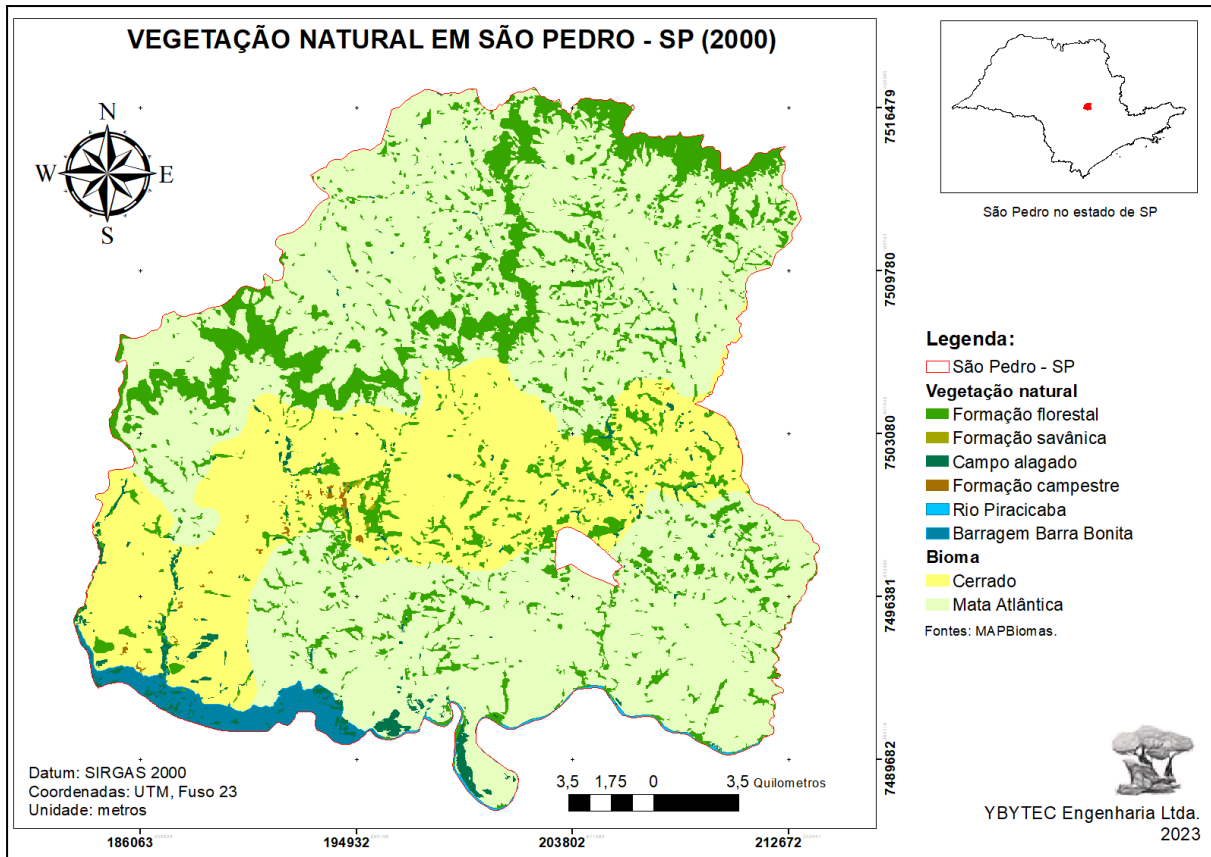 VEGETAÇÃO NATURAL EM SÃO PEDRO - SP (2000)
N
W E
S
7516479
7509780
7503080
7496381
7489682
São Pedro no estado de SP
Legenda:
São Pedro - SP
Vegetação natural
Formação florestal
Formação savânica
Campo alagado
Formação campestre
Rio Piracicaba
Barragem Barra Bonita
Bioma
Cerrado
Mata Atlântica
Fontes: MAPBiomas.
Datum: SIRGAS 2000
Coordenadas: UTM, Fuso 23
Unidade: metros
3,5 1,75 0 3,5 Quilometros
186063 194932 203802 212672
YBYTEC Engenharia Ltda.
2023